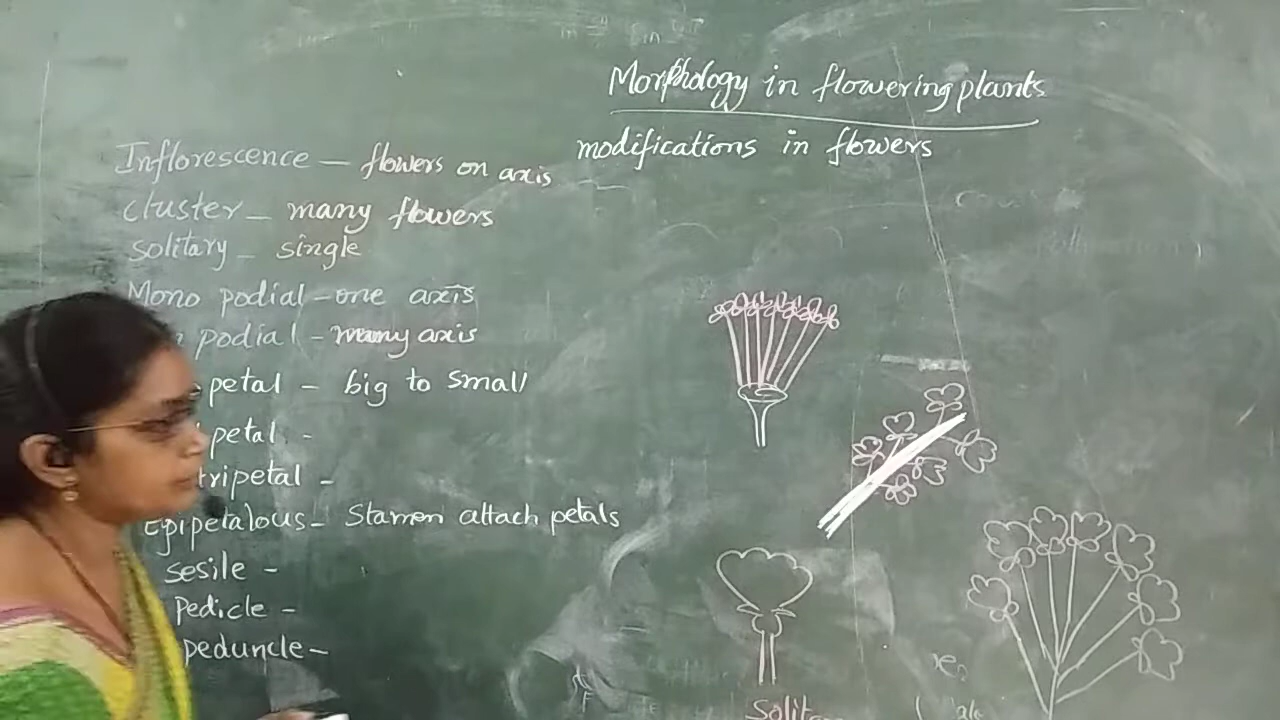 Morphology in flowering plants
modifications in flowers
Inflorescence – flowers on axis
cluster – many flowers
solitary – single
Mono podial – one axis
podial – many axis
petal – big to small
petal -
tripetal -
Epipetalous – Stamen attach petals
sesile -
Pedicle -
peduncle –